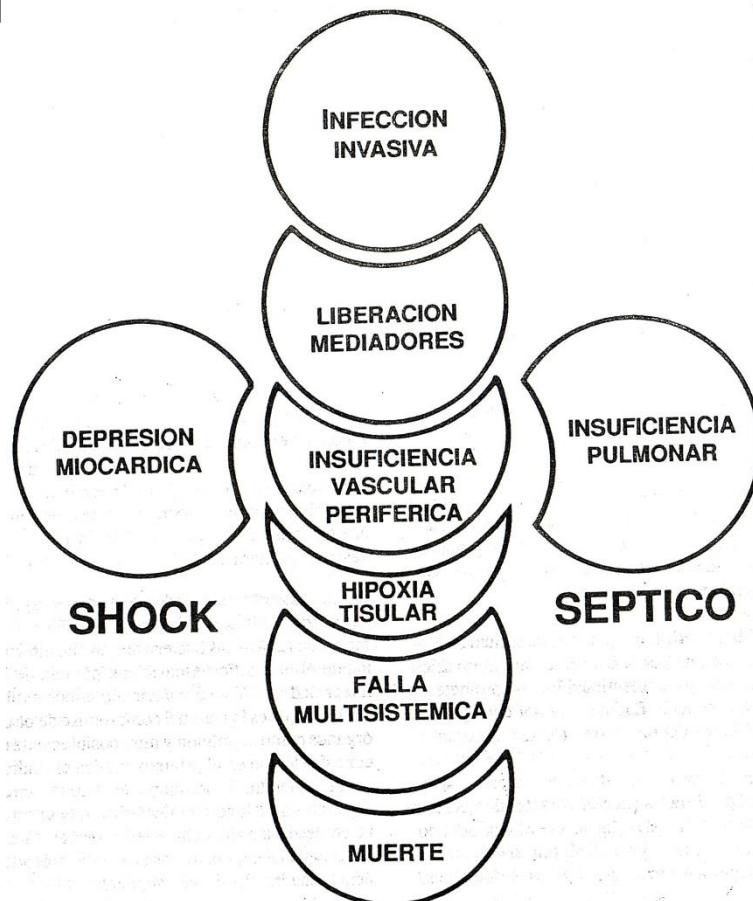 INFECCION
INVASIVA
LIBERACION
MEDIADORES
DEPRESION
MIOCARDICA
INSUFICIENCIA
VASCULAR
PERIFERICA
INSUFICIENCIA
PULMONAR
HIPOXIA
TISULAR
SHOCK
SEPTICO
FALLA
MULTISISTEMICA
MUERTE